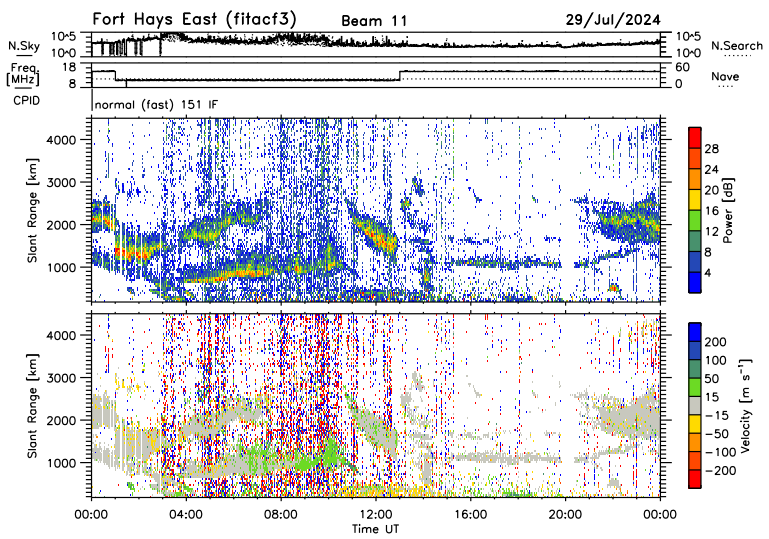 Fort Hays East (fitacf3) Beam 11 29/Jul/2024
N.Sky 10^5 10^0 10^5 10^0 N.Search
Freq. [MHz] 18 8 60 0 Nave
CPID normal (fast) 151 IF
Slant Range [km] 4000 3000 2000 1000
Power [dB] 28 24 20 16 12 8 4
Slant Range [km] 4000 3000 2000 1000
Velocity [m s⁻¹] 200 100 50 15 −15 −50 −100 −200
00:00 04:00 08:00 12:00 16:00 20:00 00:00
Time UT